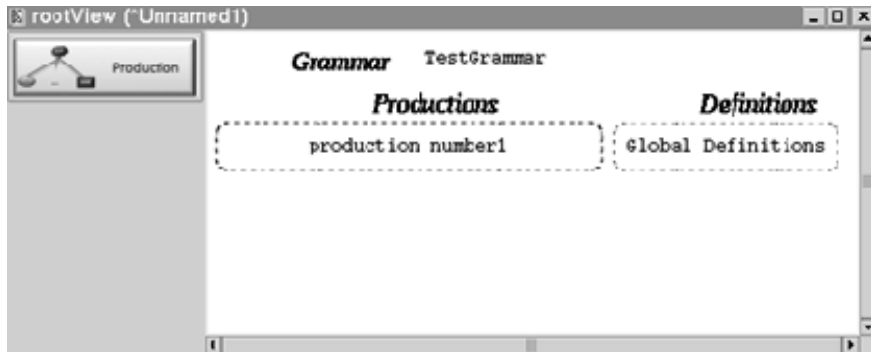 rootView (*Unnamed1)
Production
Grammar TestGrammar
Productions Definitions
production number1 Global Definitions